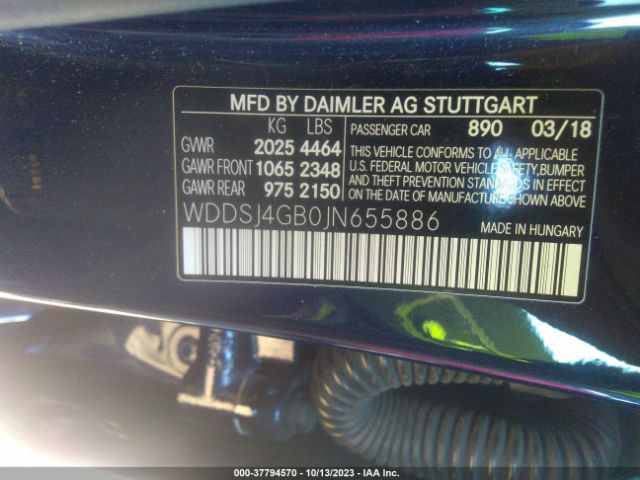 MFD BY DAIMLER AG STUTTGART
KG LBS
GVWR 2025 4464
GAWR FRONT 1065 2348
GAWR REAR 975 2150
PASSENGER CAR 890 03/18
THIS VEHICLE CONFORMS TO ALL APPLICABLE
U.S. FEDERAL MOTOR VEHICLE SAFETY,BUMPER
AND THEFT PREVENTION STANDARDS IN EFFECT
ON THE DATE OF MANUFACTURE SHOWN ABOVE
WDDSJ4GB0JN655886 MADE IN HUNGARY
000-37794570 | 10/13/2023 | IAA Inc.